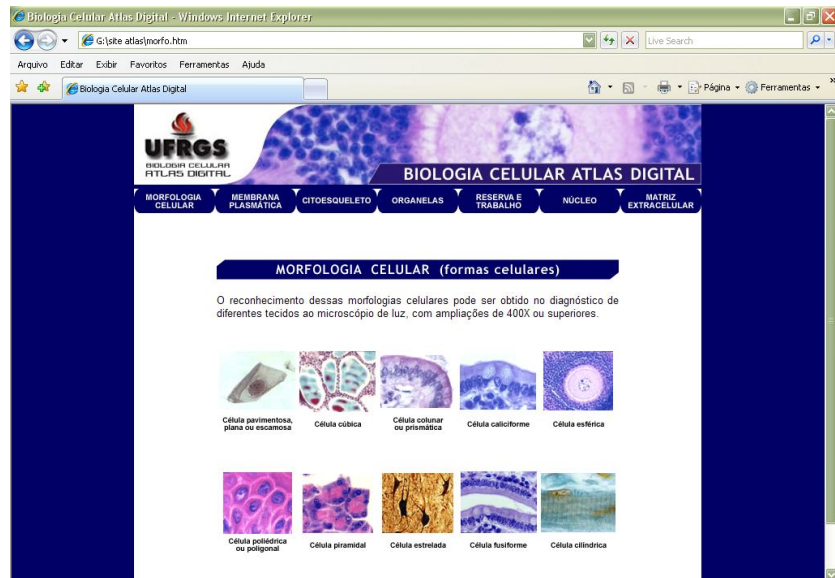 Biologia Celular Atlas Digital - Windows Internet Explorer
G:\site atlas\morfo.htm
Live Search
Arquivo Editar Exibir Favoritos Ferramentas Ajuda
Biologia Celular Atlas Digital
Página Ferramentas
UFRGS
BIOLOGIA CELULAR
ATLAS DIGITAL
BIOLOGIA CELULAR ATLAS DIGITAL
MORFOLOGIA
CELULAR
MEMBRANA
PLASMÁTICA
CITOESQUELETO
ORGANELAS
RESERVA E
TRABALHO
NÚCLEO
MATRIZ
EXTRACELULAR
MORFOLOGIA CELULAR (formas celulares)
O reconhecimento dessas morfologias celulares pode ser obtido no diagnóstico de
diferentes tecidos ao microscópio de luz, com ampliações de 400X ou superiores.
Célula pavimentosa,
plana ou escamosa
Célula cúbica
Célula colunar
ou prismática
Célula caliciforme
Célula esférica
Célula poliédrica
ou poligonal
Célula piramidal
Célula estrelada
Célula fusiforme
Célula cilíndrica